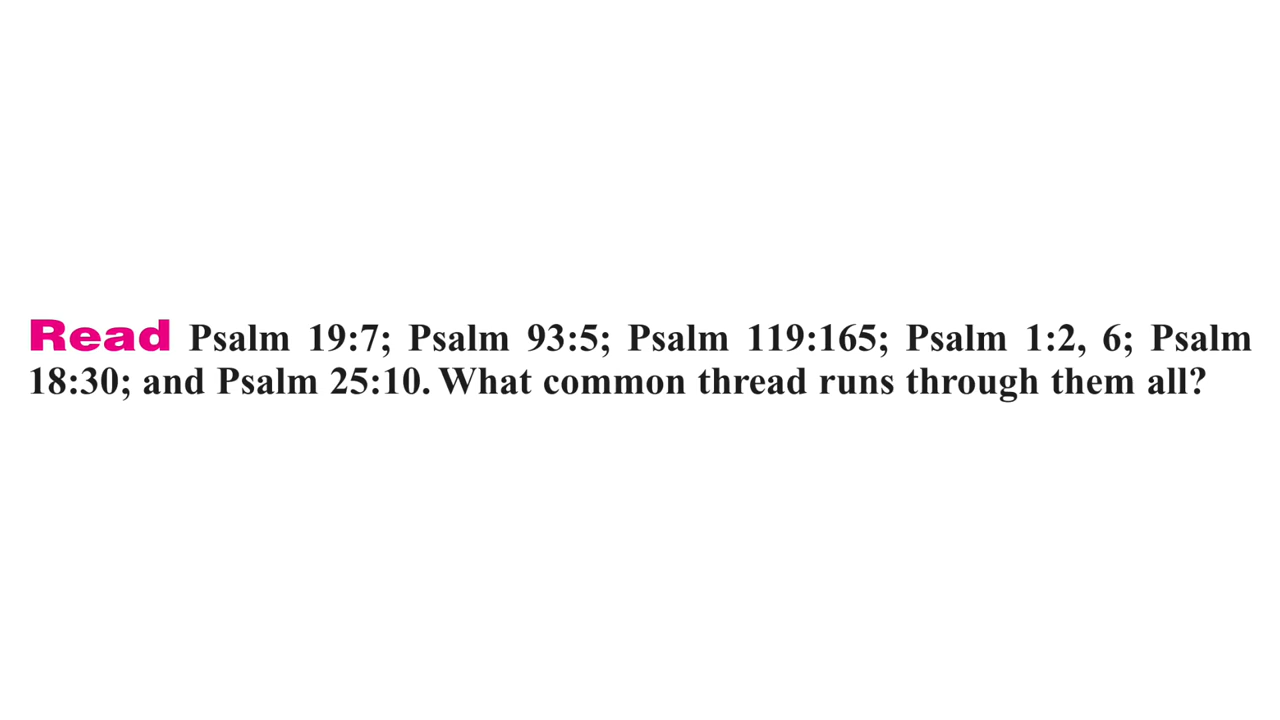 Read Psalm 19:7; Psalm 93:5; Psalm 119:165; Psalm 1:2, 6; Psalm
18:30; and Psalm 25:10. What common thread runs through them all?